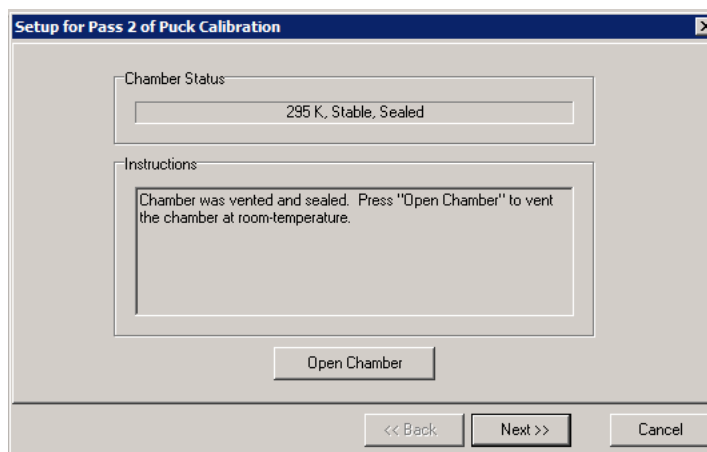 Setup for Pass 2 of Puck Calibration
Chamber Status
295 K, Stable, Sealed
Instructions
Chamber was vented and sealed.  Press "Open Chamber" to vent
the chamber at room-temperature.
Open Chamber
<< Back
Next >>
Cancel